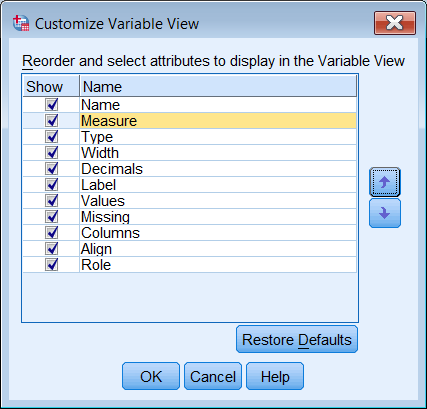 Customize Variable View
Reorder and select attributes to display in the Variable View
Show Name
Name
Measure
Type
Width
Decimals
Label
Values
Missing
Columns
Align
Role
Restore Defaults
OK Cancel Help